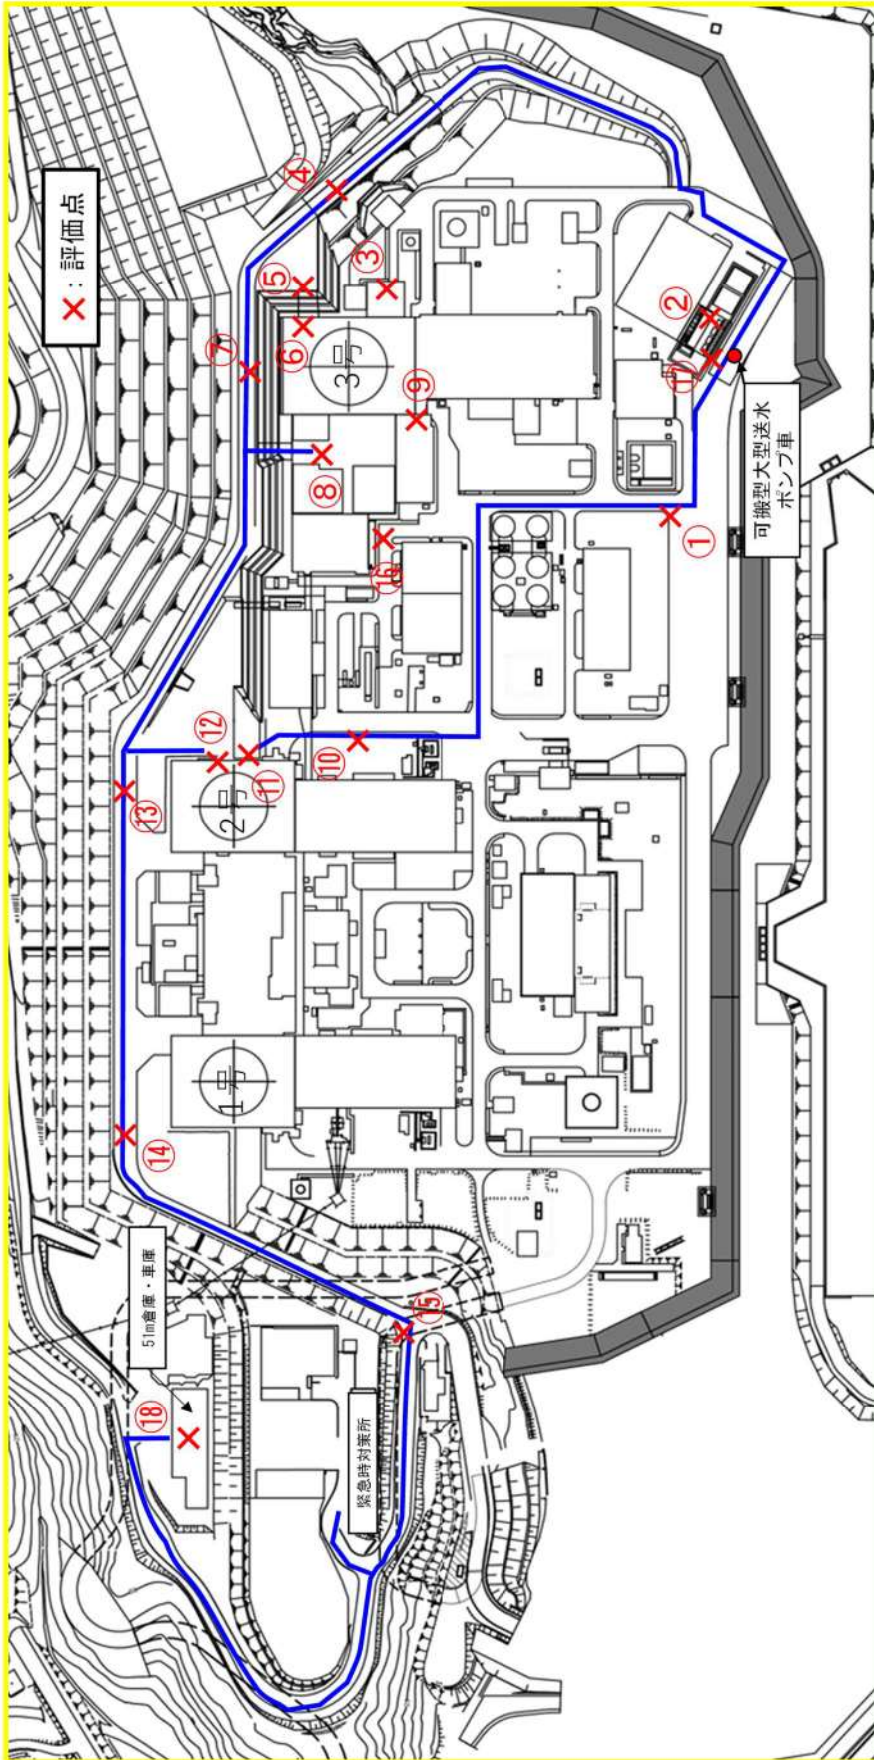 ×：評価点
④
③
⑤
⑥
⑦
3号
⑨
⑧
②
⑰
可搬型大型送水
ポンプ車
①
⑯
⑩
⑫
⑪
2号
⑬
1号
⑭
51m倉庫・車庫
⑮
⑱
緊急時対策所